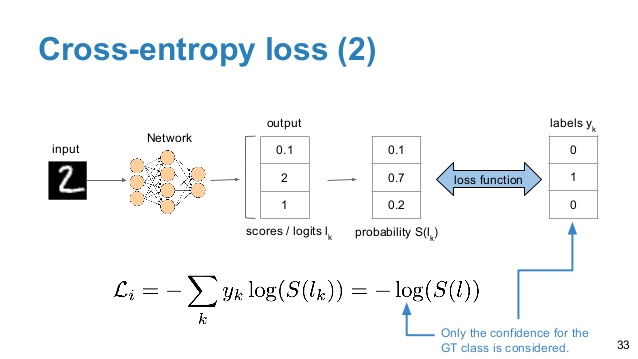 Cross-entropy loss (2)
input
2
Network
output
0.1
2
1
scores / logits l_k
0.1
0.7
0.2
probability S(l_k)
loss function
labels y_k
0
1
0
\mathcal{L}_i = -\sum_k y_k \log(S(l_k)) = -\log(S(l))
Only the confidence for the
GT class is considered.
33